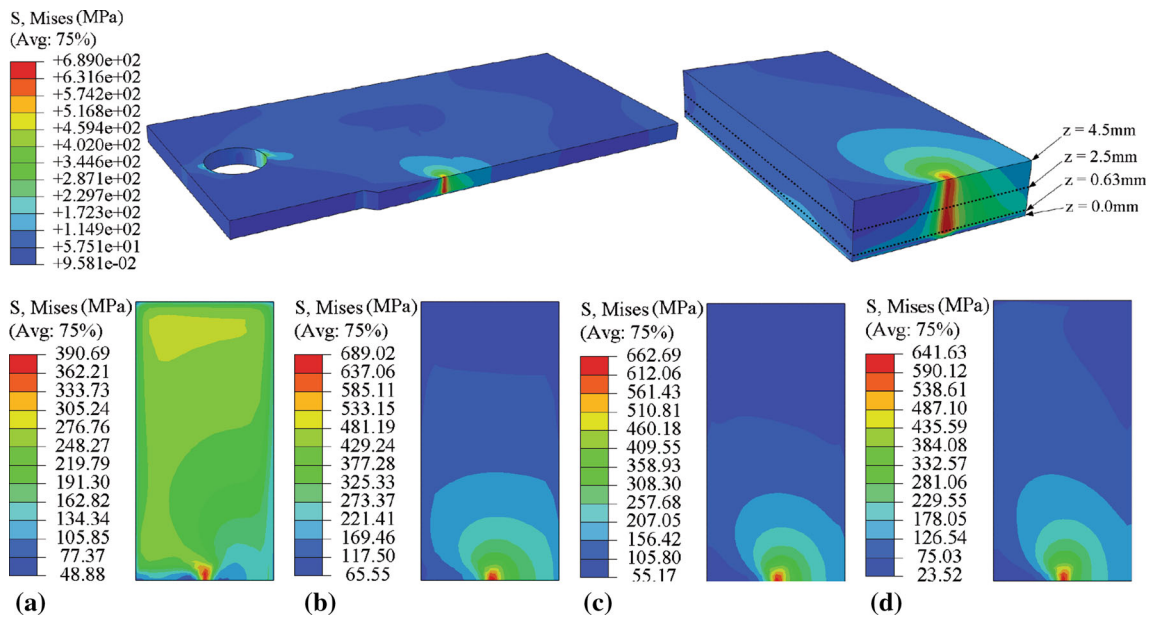 S, Mises (MPa)
(Avg: 75%)
+6.890e+02
+6.316e+02
+5.742e+02
+5.168e+02
+4.594e+02
+4.020e+02
+3.446e+02
+2.871e+02
+2.297e+02
+1.723e+02
+1.149e+02
+5.751e+01
+9.581e-02
z = 4.5mm
z = 2.5mm
z = 0.63mm
z = 0.0mm
S, Mises (MPa)
(Avg: 75%)
390.69
362.21
333.73
305.24
276.76
248.27
219.79
191.30
162.82
134.34
105.85
77.37
48.88
(a)
S, Mises (MPa)
(Avg: 75%)
689.02
637.06
585.11
533.15
481.19
429.24
377.28
325.33
273.37
221.41
169.46
117.50
65.55
(b)
S, Mises (MPa)
(Avg: 75%)
662.69
612.06
561.43
510.81
460.18
409.55
358.93
308.30
257.68
207.05
156.42
105.80
55.17
(c)
S, Mises (MPa)
(Avg: 75%)
641.63
590.12
538.61
487.10
435.59
384.08
332.57
281.06
229.55
178.05
126.54
75.03
23.52
(d)